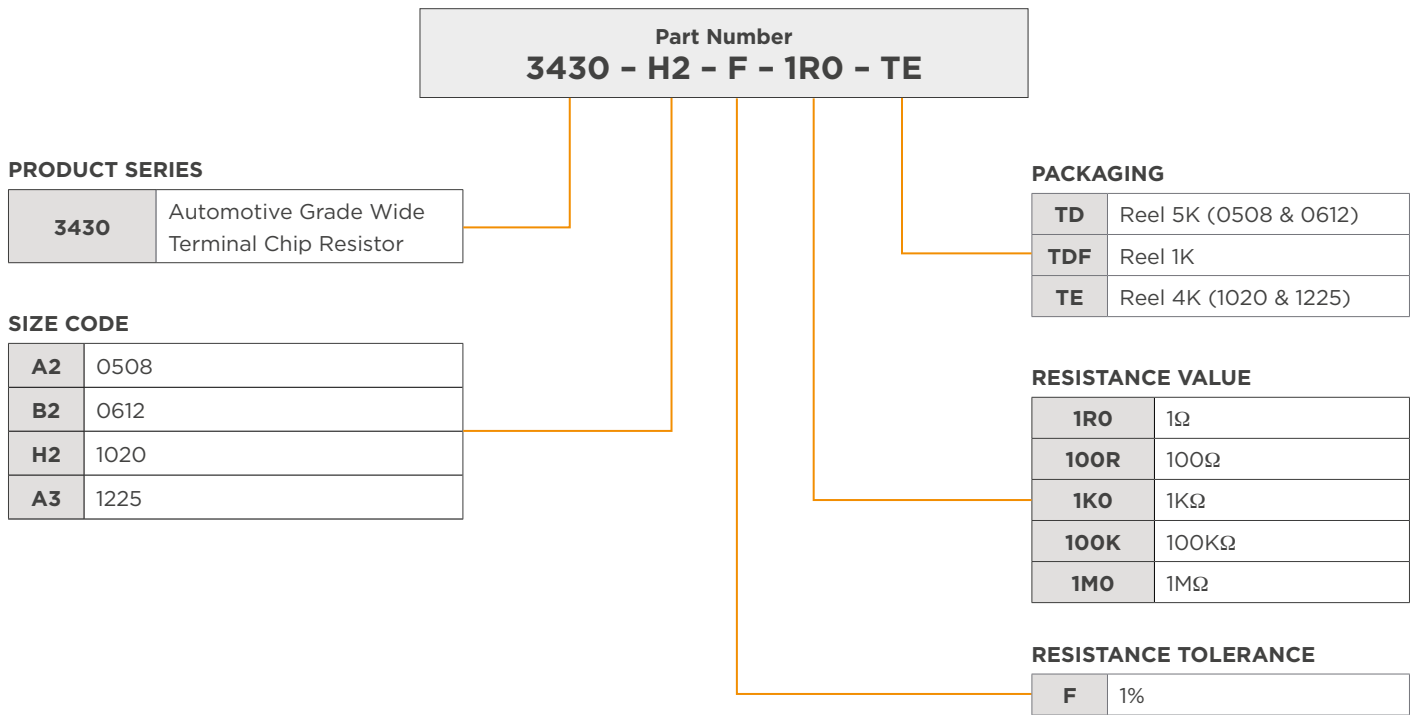 Part Number
3430 – H2 – F – 1R0 – TE
PRODUCT SERIES
3430 Automotive Grade Wide
Terminal Chip Resistor
SIZE CODE
A2 0508
B2 0612
H2 1020
A3 1225
PACKAGING
TD Reel 5K (0508 & 0612)
TDF Reel 1K
TE Reel 4K (1020 & 1225)
RESISTANCE VALUE
1R0 1Ω
100R 100Ω
1K0 1KΩ
100K 100KΩ
1M0 1MΩ
RESISTANCE TOLERANCE
F 1%